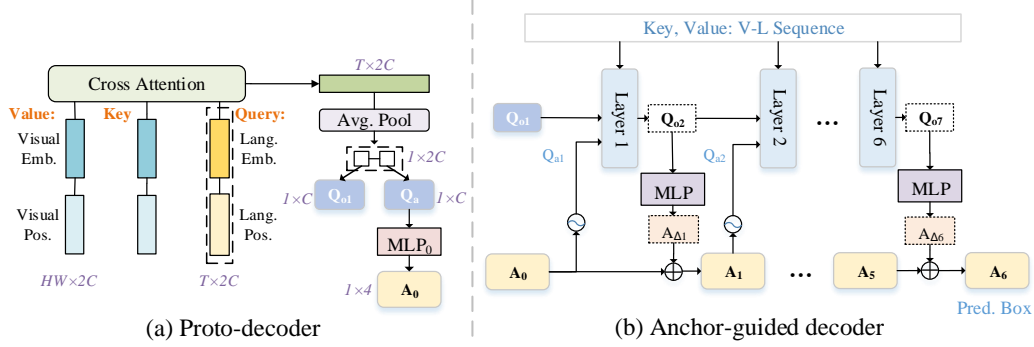 Cross Attention
Value:
Key
Query:
Visual
Emb.
Lang.
Emb.
Visual
Pos.
Lang.
Pos.
HW×2C
T×2C
T×2C
Avg. Pool
1×2C
1×C
Qo1
Qa
1×C
MLP0
1×4
A0
(a) Proto-decoder
Key, Value: V-L Sequence
Qo1
Layer 1
Qo2
Layer 2
...
Layer 6
Qo7
Qa1
Qa2
MLP
MLP
AΔ1
AΔ6
A0
A1
...
A5
A6
Pred. Box
(b) Anchor-guided decoder